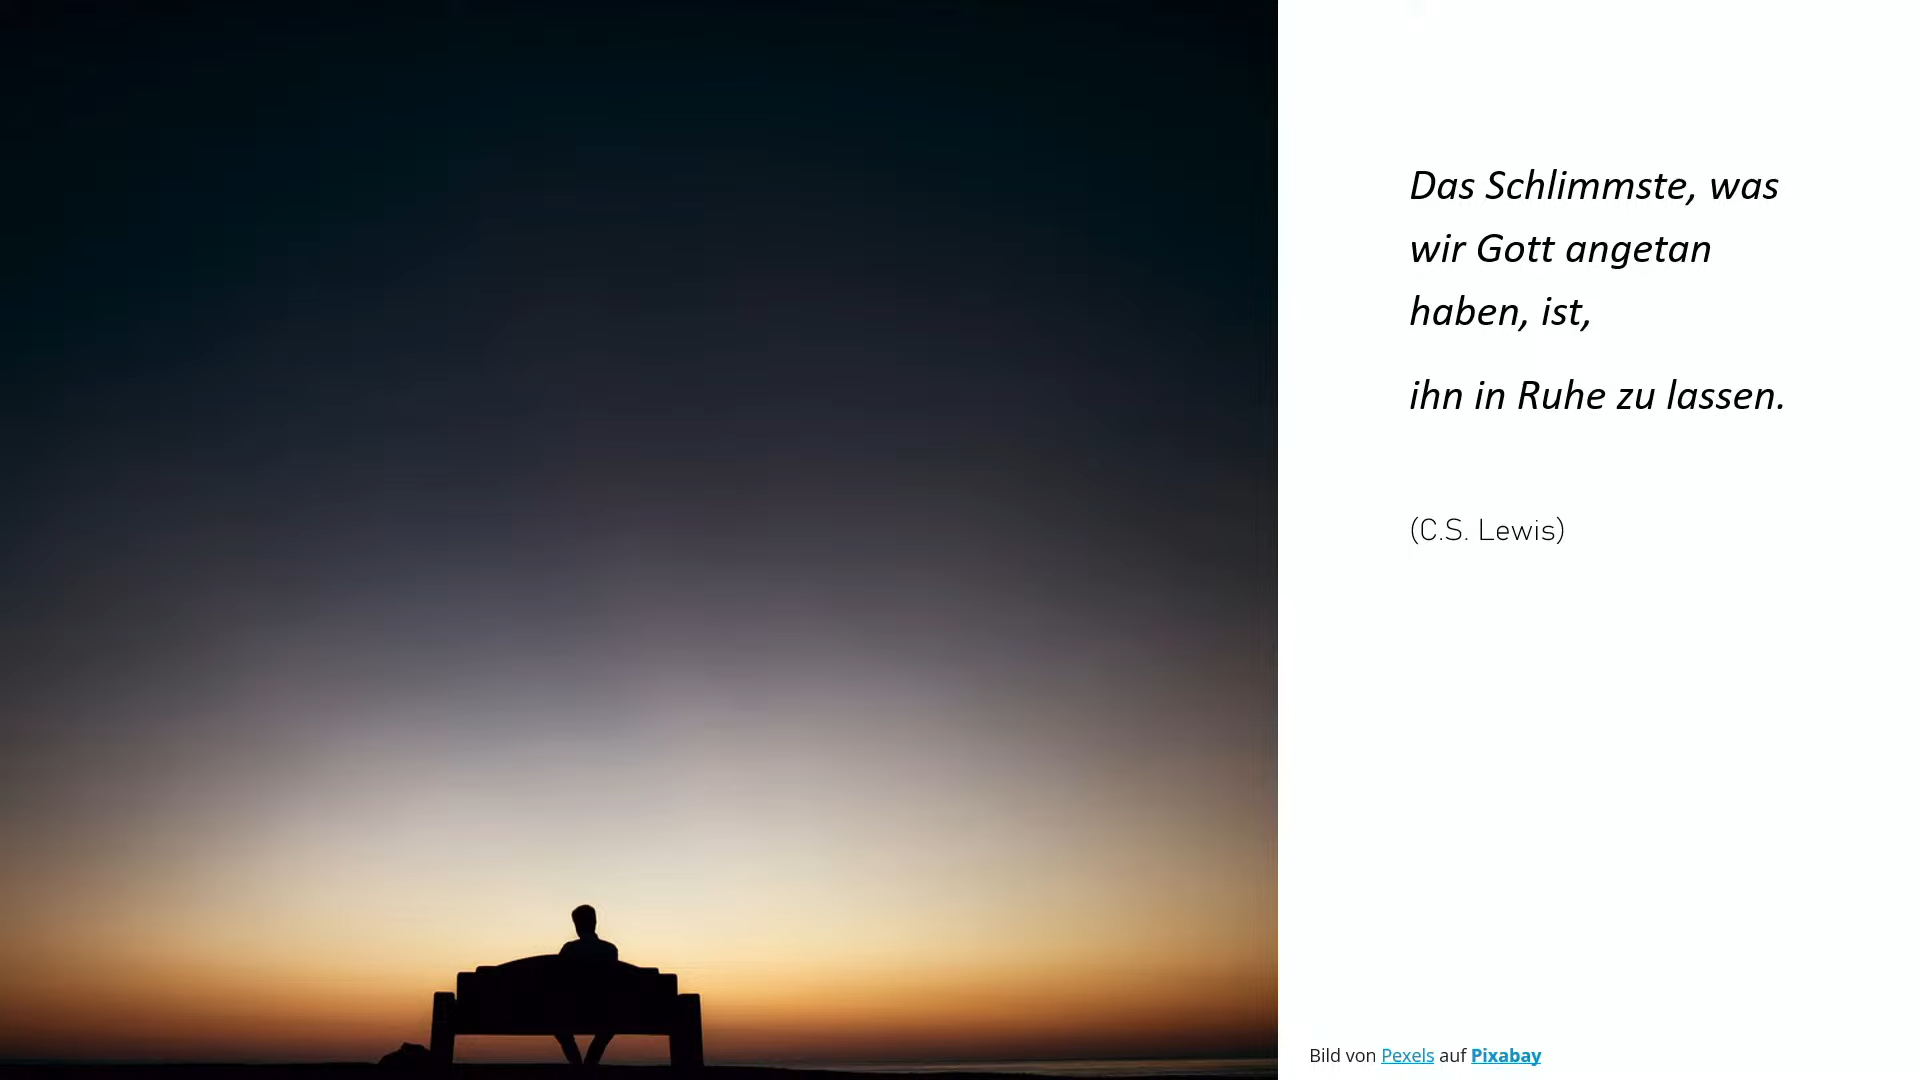 Das Schlimmste, was
wir Gott angetan
haben, ist,
ihn in Ruhe zu lassen.
(C.S. Lewis)
Bild von Pexels auf Pixabay